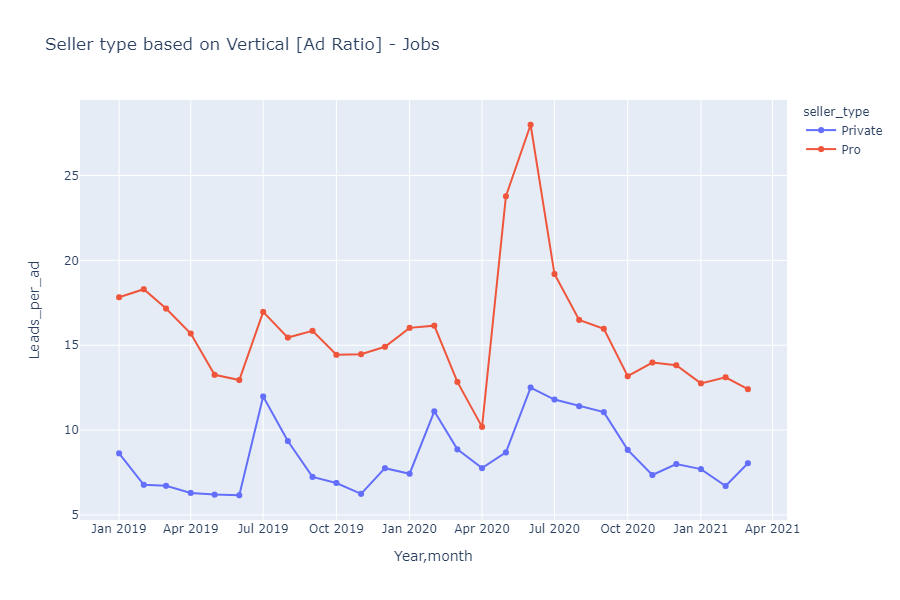 Seller type based on Vertical [Ad Ratio] - Jobs
seller_type
Private
Pro
Leads_per_ad
25
20
15
10
5
Jan 2019 Apr 2019 Jul 2019 Oct 2019 Jan 2020 Apr 2020 Jul 2020 Oct 2020 Jan 2021 Apr 2021
Year,month